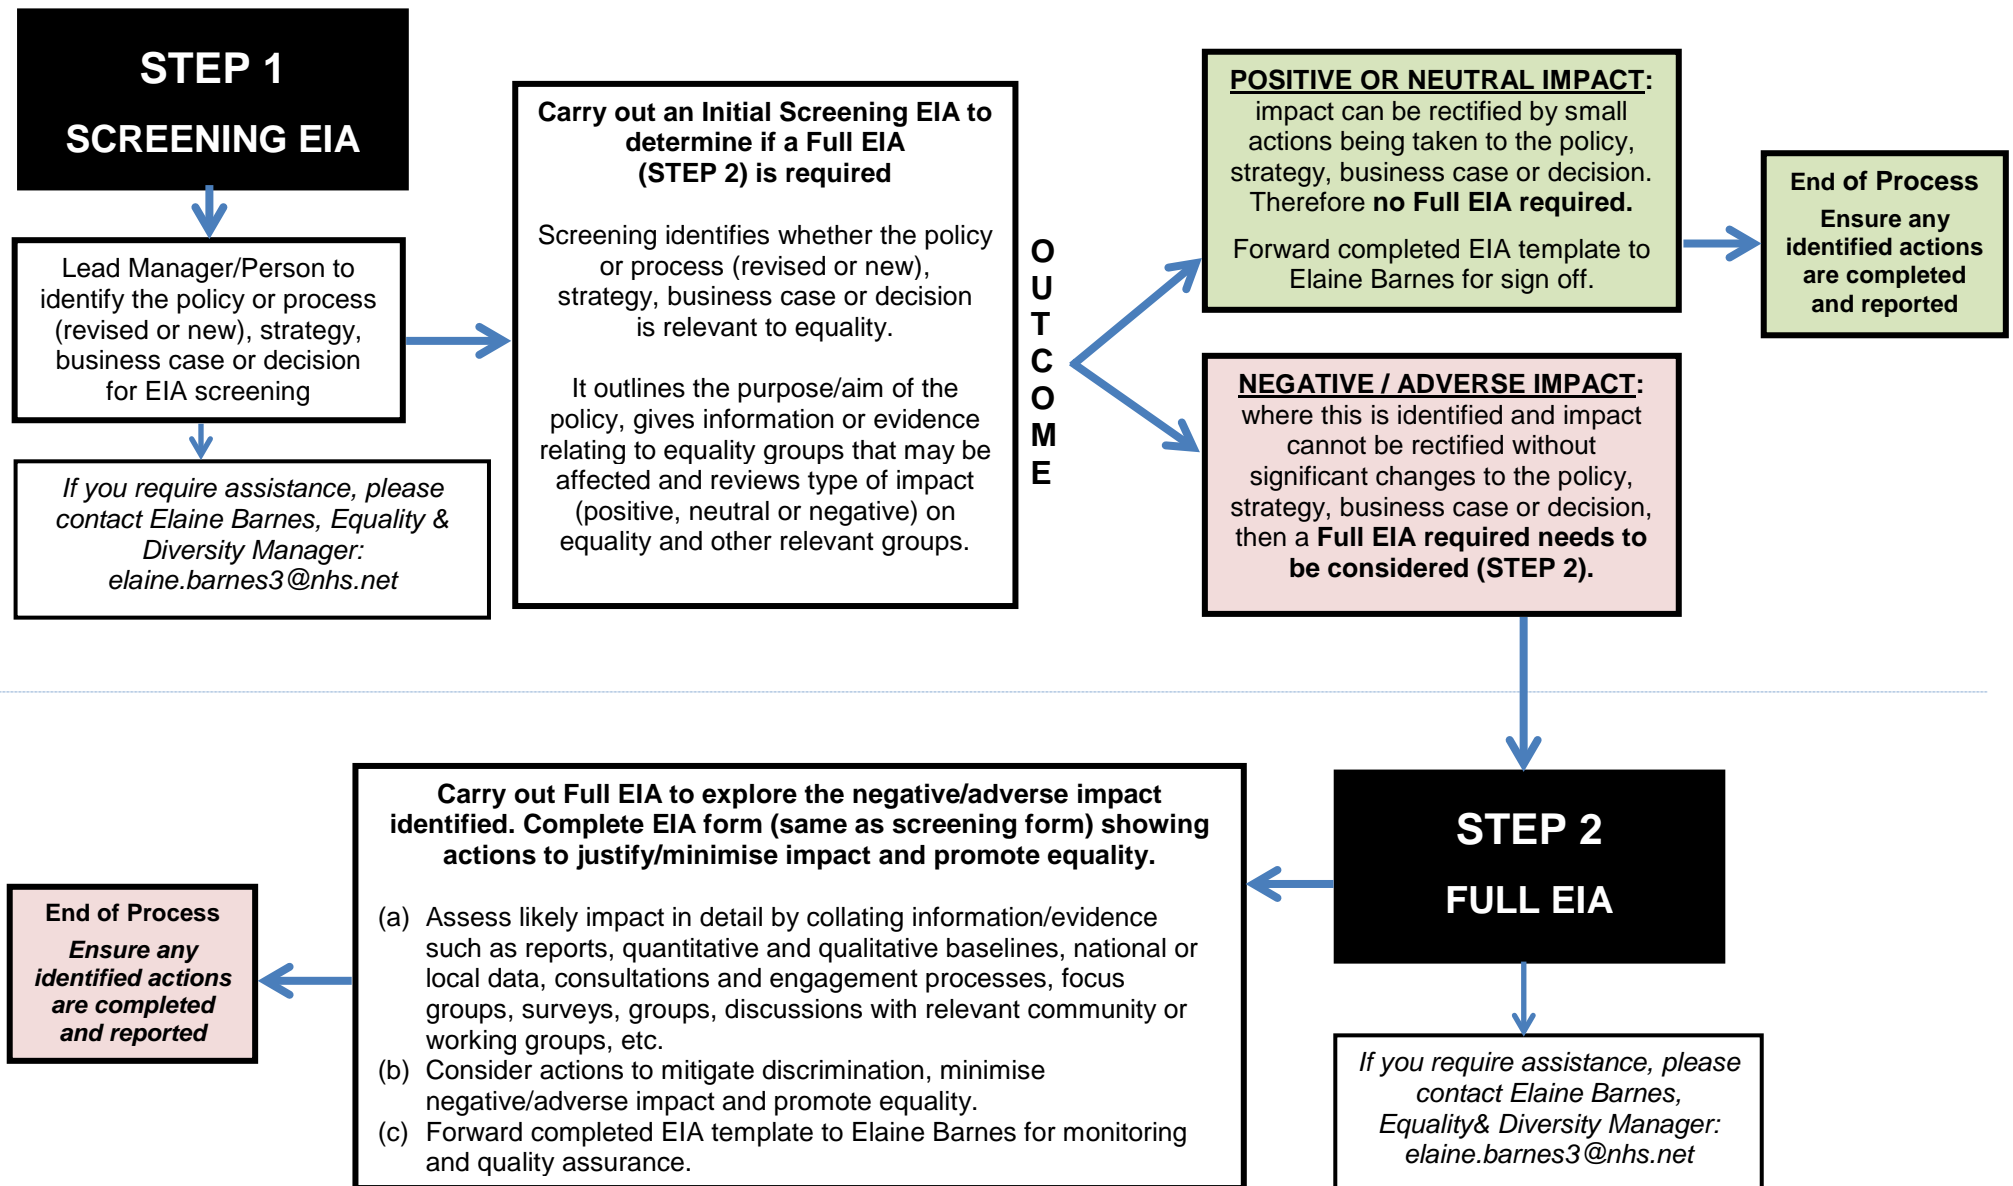 STEP 1
SCREENING EIA
Lead Manager/Person to
identify the policy or process
(revised or new), strategy,
business case or decision
for EIA screening
If you require assistance, please
contact Elaine Barnes, Equality &
Diversity Manager:
elaine.barnes3@nhs.net
Carry out an Initial Screening EIA to
determine if a Full EIA
(STEP 2) is required
Screening identifies whether the policy
or process (revised or new),
strategy, business case or decision
is relevant to equality.
It outlines the purpose/aim of the
policy, gives information or evidence
relating to equality groups that may be
affected and reviews type of impact
(positive, neutral or negative) on
equality and other relevant groups.
O
U
T
C
O
M
E
POSITIVE OR NEUTRAL IMPACT:
impact can be rectified by small
actions being taken to the policy,
strategy, business case or decision.
Therefore no Full EIA required.
Forward completed EIA template to
Elaine Barnes for sign off.
End of Process
Ensure any
identified actions
are completed
and reported
NEGATIVE / ADVERSE IMPACT:
where this is identified and impact
cannot be rectified without
significant changes to the policy,
strategy, business case or decision,
then a Full EIA required needs to
be considered (STEP 2).
STEP 2
FULL EIA
If you require assistance, please
contact Elaine Barnes,
Equality& Diversity Manager:
elaine.barnes3@nhs.net
Carry out Full EIA to explore the negative/adverse impact
identified. Complete EIA form (same as screening form) showing
actions to justify/minimise impact and promote equality.
(a) Assess likely impact in detail by collating information/evidence
such as reports, quantitative and qualitative baselines, national or
local data, consultations and engagement processes, focus
groups, surveys, groups, discussions with relevant community or
working groups, etc.
(b) Consider actions to mitigate discrimination, minimise
negative/adverse impact and promote equality.
(c) Forward completed EIA template to Elaine Barnes for monitoring
and quality assurance.
End of Process
Ensure any
identified actions
are completed
and reported